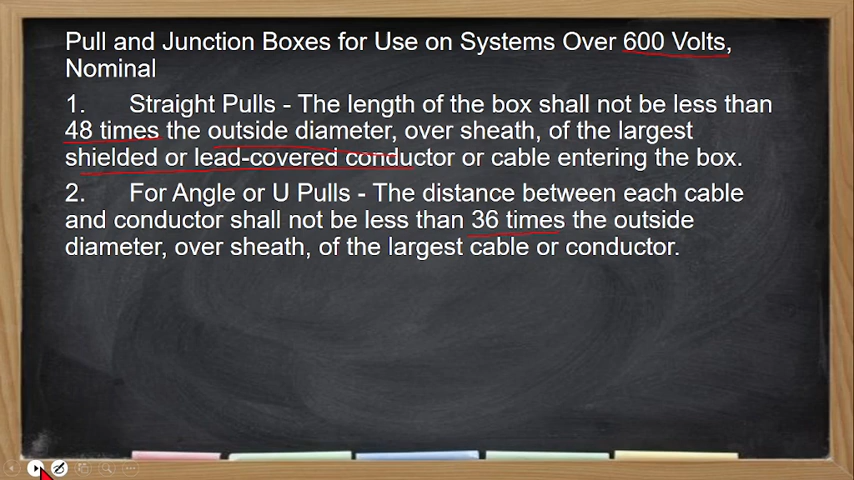 Pull and Junction Boxes for Use on Systems Over 600 Volts,
Nominal
1. Straight Pulls - The length of the box shall not be less than
48 times the outside diameter, over sheath, of the largest
shielded or lead-covered conductor or cable entering the box.
2. For Angle or U Pulls - The distance between each cable
and conductor shall not be less than 36 times the outside
diameter, over sheath, of the largest cable or conductor.